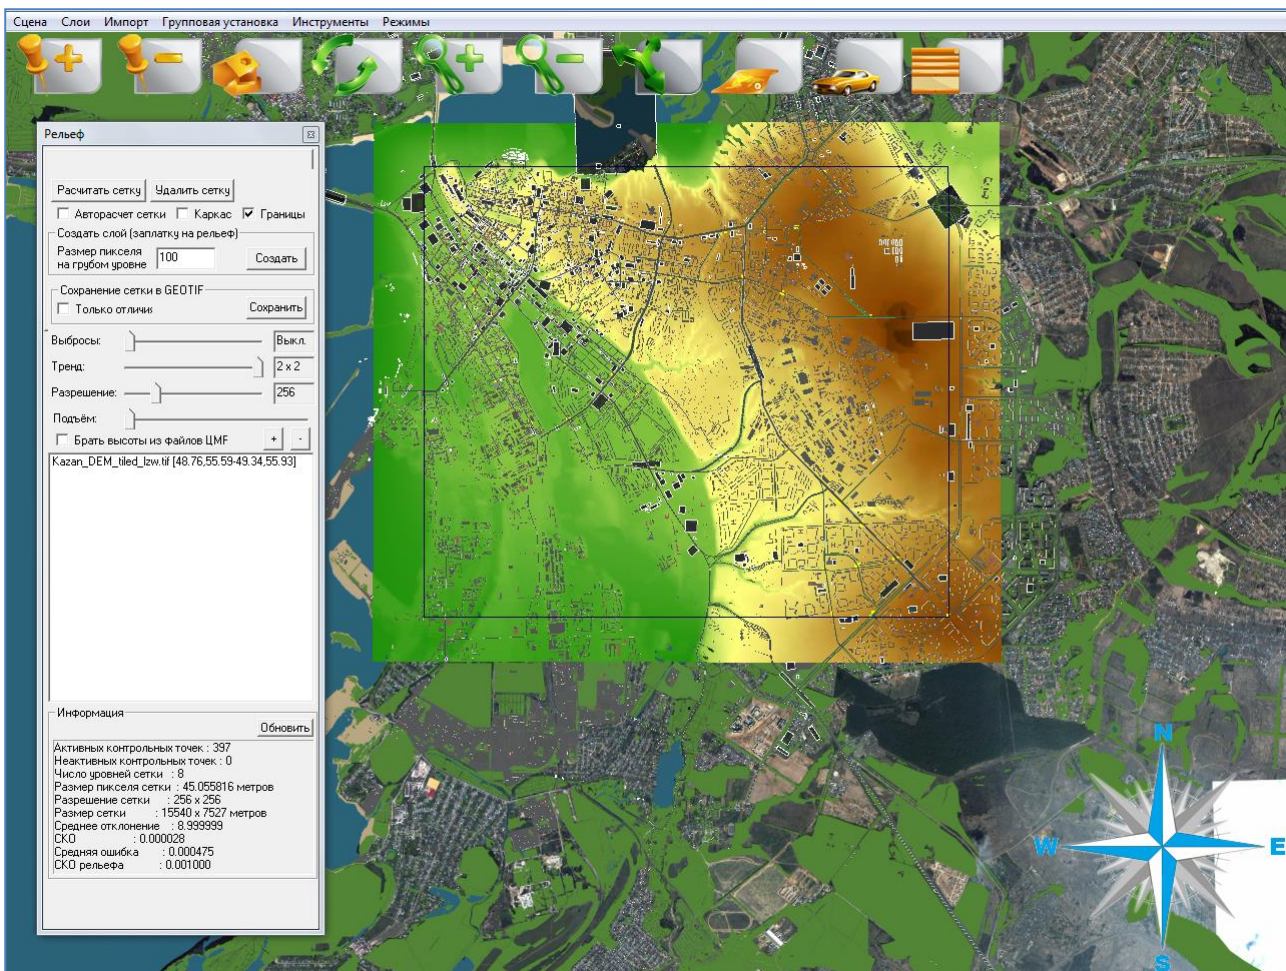 Сцена Слои Импорт Групповая установка Инструменты Режимы
Рельеф
Расчитать сетку Удалить сетку
Авторасчет сетки Каркас Границы
Создать слой (заплатку на рельеф)
Размер пикселя
на грубом уровне 100 Создать
Сохранение сетки в GEOTIF
Только отличи Сохранить
Выбросы: Выкл.
Тренд: 2 x 2
Разрешение: 256
Подъём:
Брать высоты из файлов ЦМР + -
Kazan_DEM_tiled_lzw.tif [48.76,55.59-49.34,55.93]
Информация
Обновить
Активных контрольных точек : 397
Неактивных контрольных точек : 0
Число уровней сетки : 8
Размер пикселя сетки : 45.055816 метров
Разрешение сетки : 256 x 256
Размер сетки : 15540 x 7527 метров
Среднее отклонение : 8.999999
СКО : 0.000028
Средняя ошибка : 0.000475
СКО рельефа : 0.001000
N
W E
S